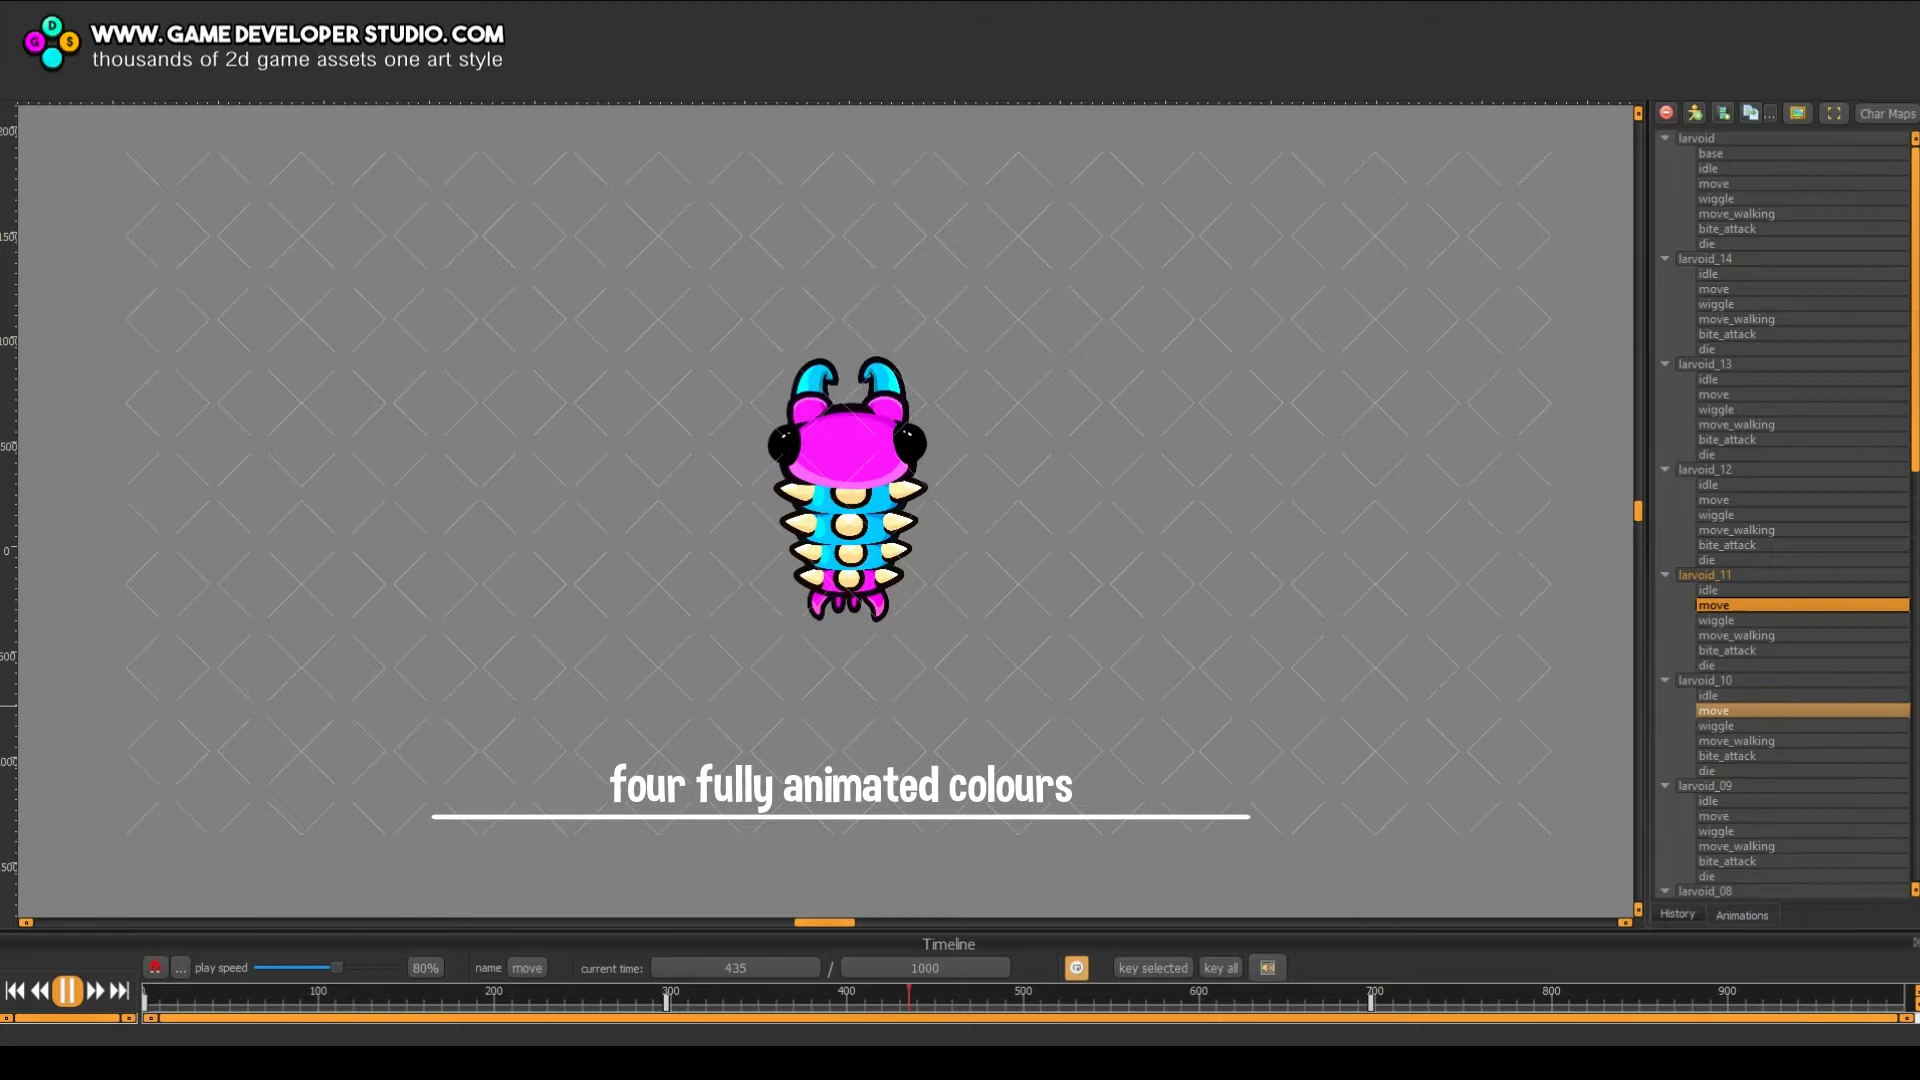 D
G
S
WWW. GAME DEVELOPER STUDIO. COM
thousands of 2d game assets one art style
... Char Maps
larvoid
base
idle
move
wiggle
move_walking
bite_attack
die
larvoid_14
idle
move
wiggle
move_walking
bite_attack
die
larvoid_13
idle
move
wiggle
move_walking
bite_attack
die
larvoid_12
idle
move
wiggle
move_walking
bite_attack
die
larvoid_11
idle
move
wiggle
move_walking
bite_attack
die
larvoid_10
idle
move
wiggle
move_walking
bite_attack
die
larvoid_09
idle
move
wiggle
move_walking
bite_attack
die
larvoid_08
History Animations
four fully animated colours
Timeline
... play speed 80% name move current time: 435 / 1000 key selected key all
100 200 300 400 500 600 700 800 900